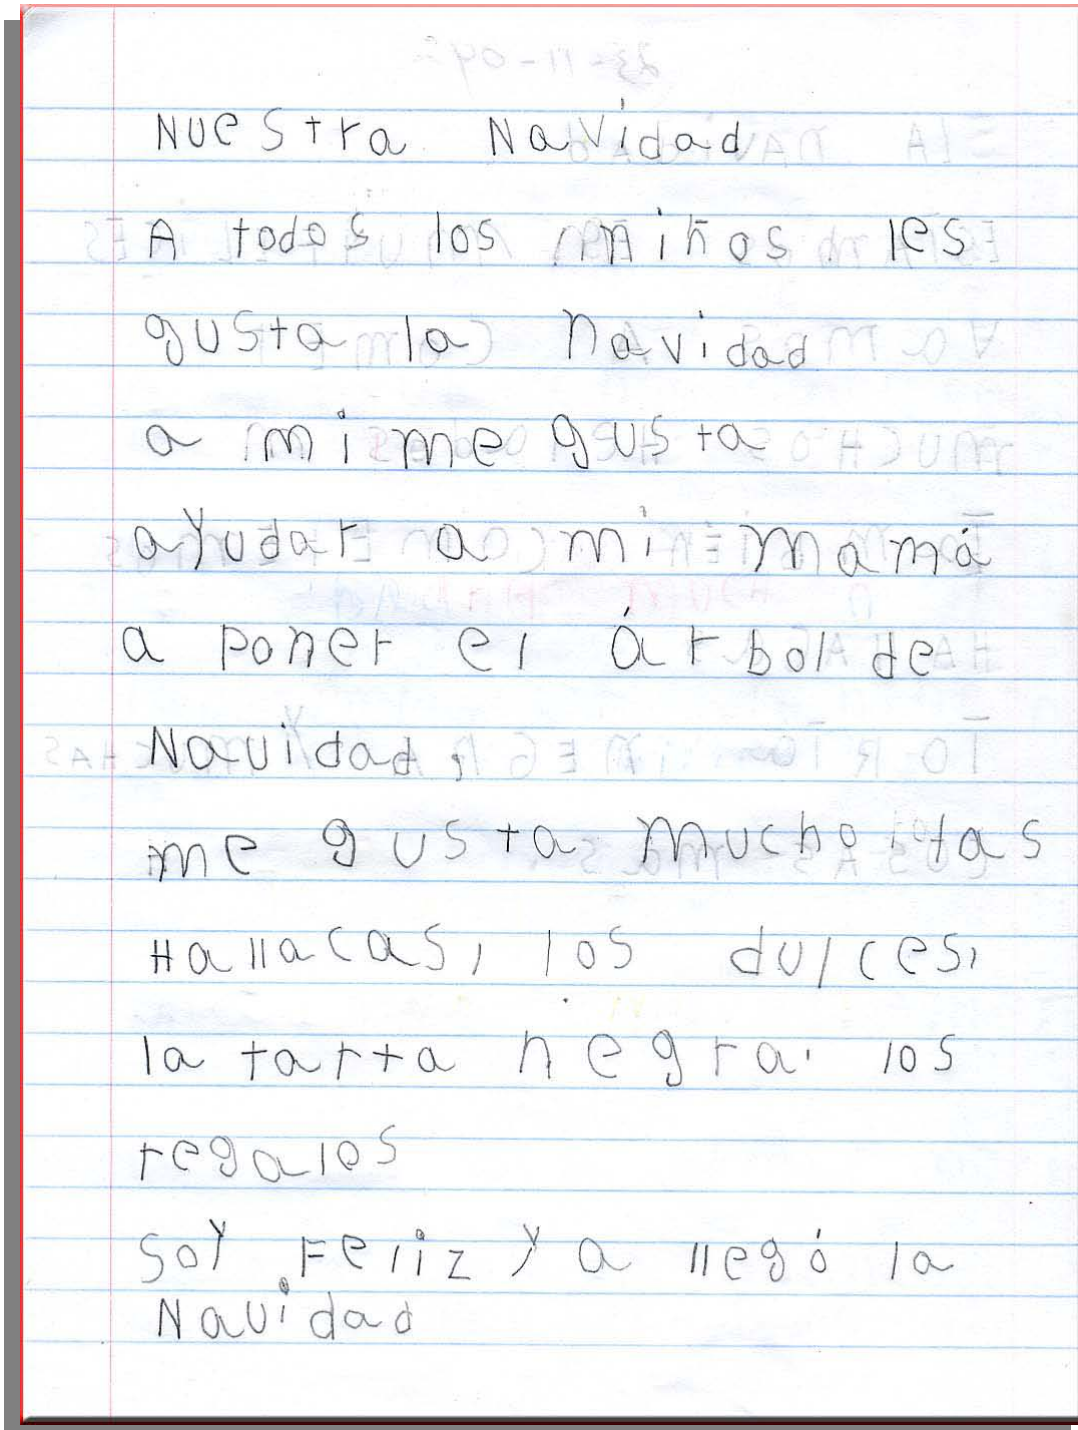 Nuestra Navidad
A todos los niños les
gusta la navidad
a mi me gusta
ayudar a mi mamá
a poner el árbol de
Navidad,
me gusta mucho las
Hallacas, los dulces,
la tarta negra. los
regalos
Soy Feliz ya llegó la
Navidad